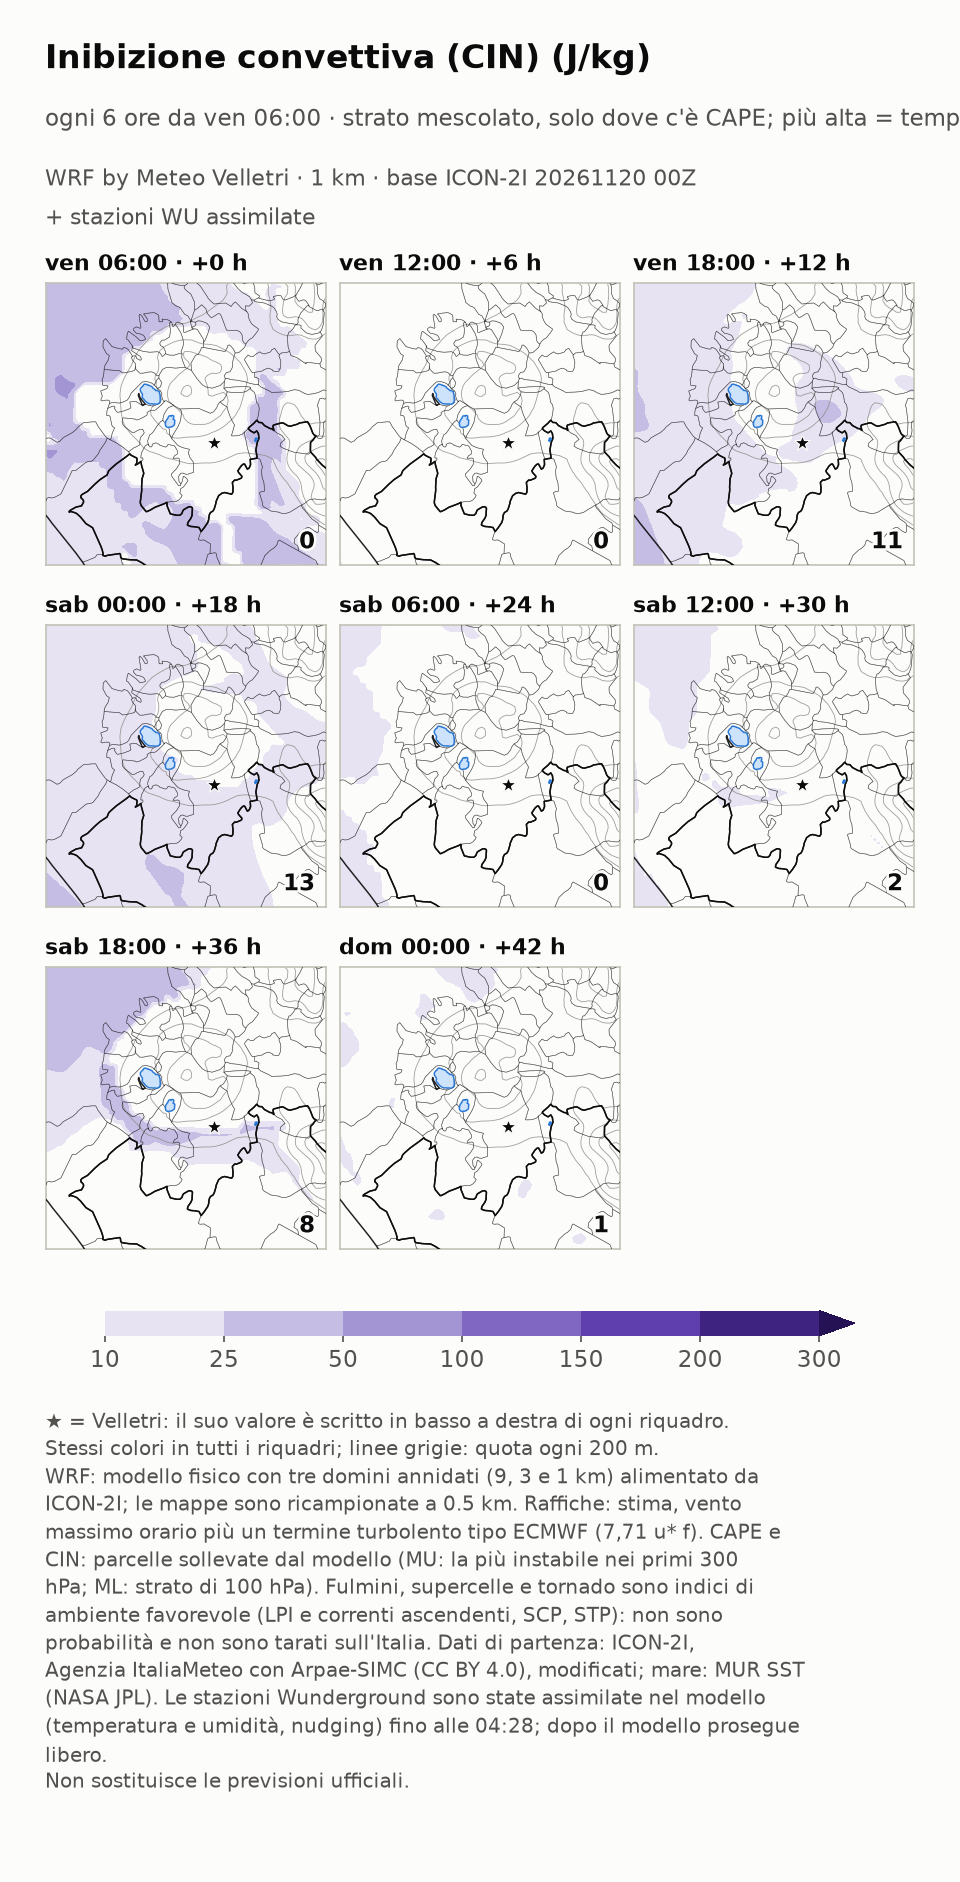 Inibizione convettiva (CIN) (J/kg)
ogni 6 ore da ven 06:00 · strato mescolato, solo dove c'è CAPE; più alta = temp
WRF by Meteo Velletri · 1 km · base ICON-2I 20261120 00Z
+ stazioni WU assimilate
ven 06:00 · +0 h
ven 12:00 · +6 h
ven 18:00 · +12 h
0
0
11
sab 00:00 · +18 h
sab 06:00 · +24 h
sab 12:00 · +30 h
13
0
2
sab 18:00 · +36 h
dom 00:00 · +42 h
8
1
10 25 50 100 150 200 300
★ = Velletri: il suo valore è scritto in basso a destra di ogni riquadro.
Stessi colori in tutti i riquadri; linee grigie: quota ogni 200 m.
WRF: modello fisico con tre domini annidati (9, 3 e 1 km) alimentato da
ICON-2I; le mappe sono ricampionate a 0.5 km. Raffiche: stima, vento
massimo orario più un termine turbolento tipo ECMWF (7,71 u* f). CAPE e
CIN: parcelle sollevate dal modello (MU: la più instabile nei primi 300
hPa; ML: strato di 100 hPa). Fulmini, supercelle e tornado sono indici di
ambiente favorevole (LPI e correnti ascendenti, SCP, STP): non sono
probabilità e non sono tarati sull'Italia. Dati di partenza: ICON-2I,
Agenzia ItaliaMeteo con Arpae-SIMC (CC BY 4.0), modificati; mare: MUR SST
(NASA JPL). Le stazioni Wunderground sono state assimilate nel modello
(temperatura e umidità, nudging) fino alle 04:28; dopo il modello prosegue
libero.
Non sostituisce le previsioni ufficiali.